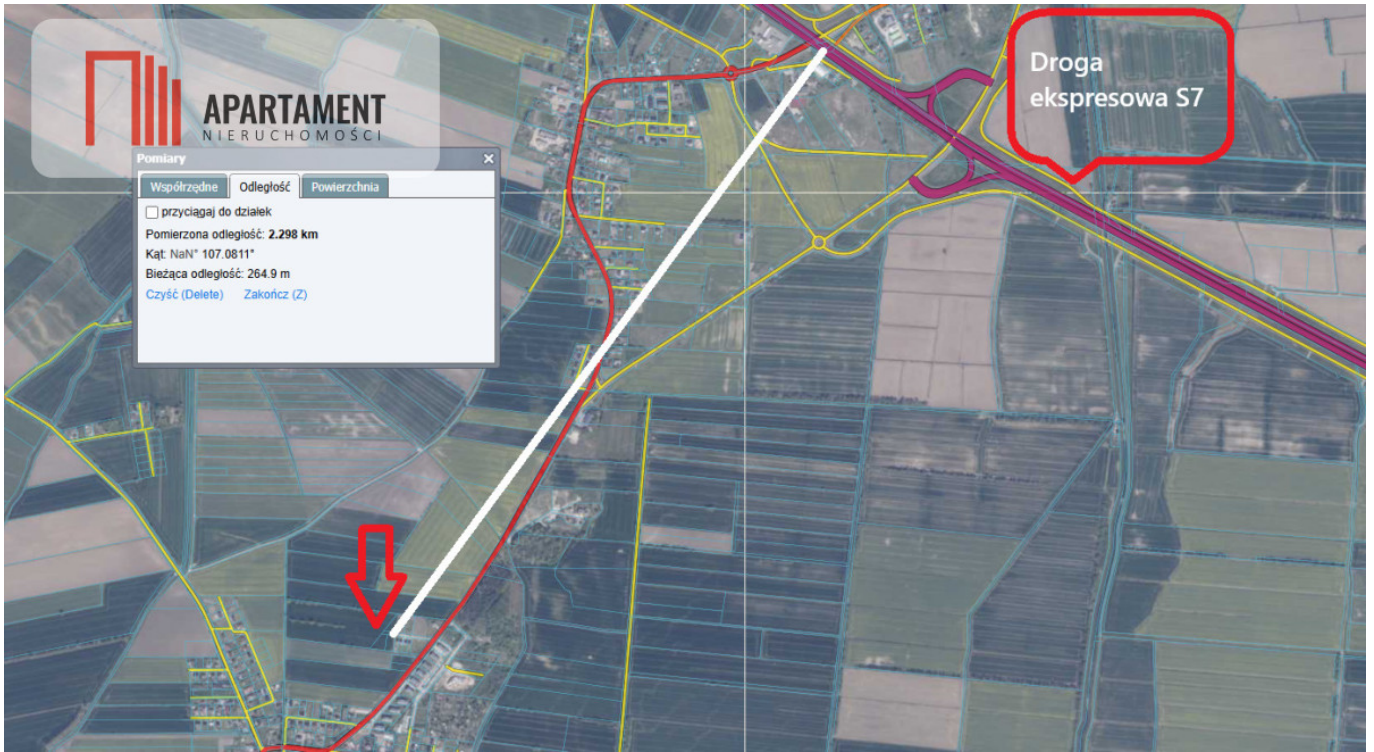 APARTAMENT
NIERUCHOMOŚCI
Droga
ekspresowa S7
Pomiary
Współrzędne Odległość Powierzchnia
przyciągaj do działek
Pomierzona odległość: 2.298 km
Kąt: NaN° 107.0811°
Bieżąca odległość: 264.9 m
Czyść (Delete) Zakończ (Z)